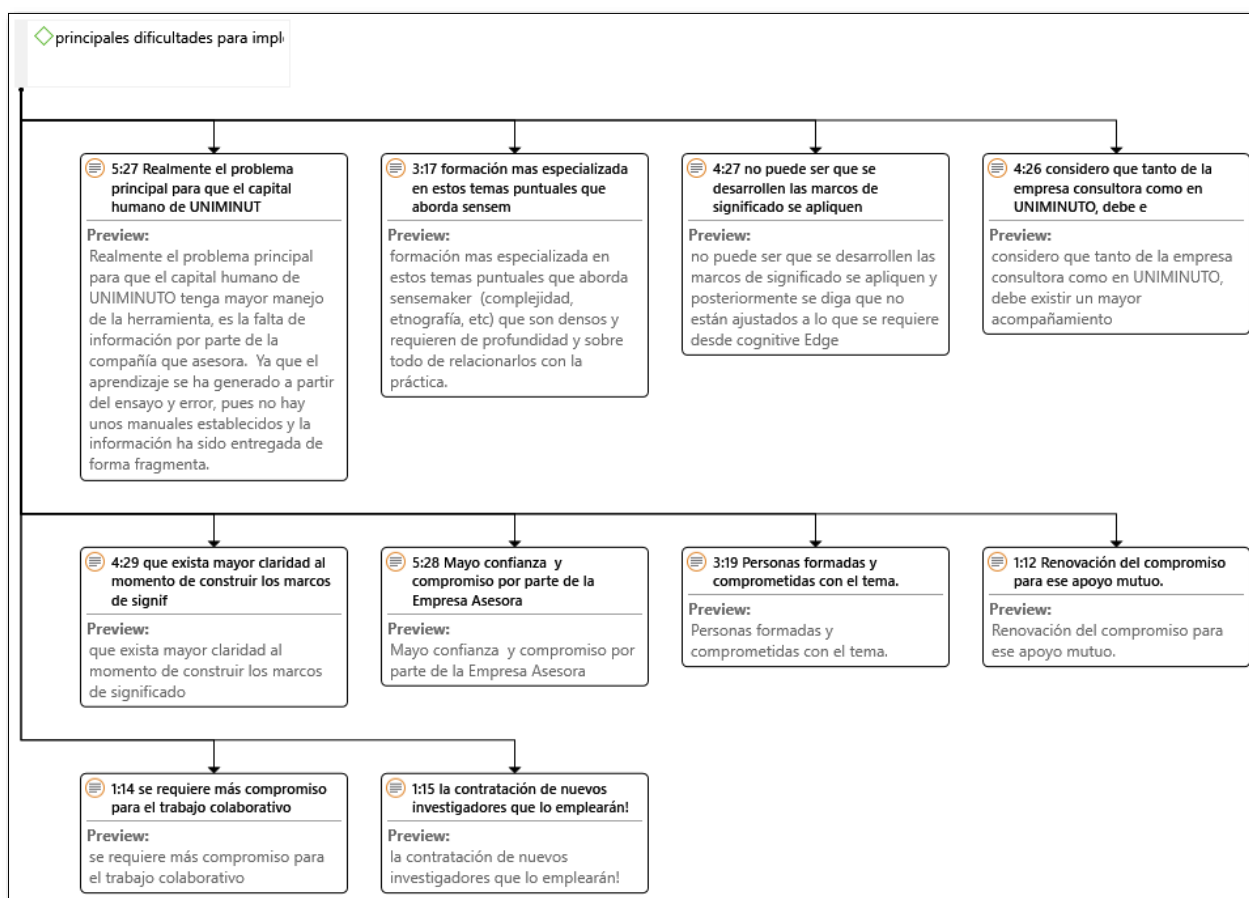 principales dificultades para impl
5:27 Realmente el problema
principal para que el capital
humano de UNIMINUT
Preview:
Realmente el problema principal
para que el capital humano de
UNIMINUTO tenga mayor manejo
de la herramienta, es la falta de
información por parte de la
compañía que asesora.  Ya que el
aprendizaje se ha generado a partir
del ensayo y error, pues no hay
unos manuales establecidos y la
información ha sido entregada de
forma fragmenta.
3:17 formación mas especializada
en estos temas puntuales que
aborda sensem
Preview:
formación mas especializada en
estos temas puntuales que aborda
sensemaker  (complejidad,
etnografía, etc) que son densos y
requieren de profundidad y sobre
todo de relacionarlos con la
práctica.
4:27 no puede ser que se
desarrollen las marcos de
significado se apliquen
Preview:
no puede ser que se desarrollen las
marcos de significado se apliquen y
posteriormente se diga que no
están ajustados a lo que se requiere
desde cognitive Edge
4:26 considero que tanto de la
empresa consultora como en
UNIMINUTO, debe e
Preview:
considero que tanto de la empresa
consultora como en UNIMINUTO,
debe existir un mayor
acompañamiento
4:29 que exista mayor claridad al
momento de construir los marcos
de signif
Preview:
que exista mayor claridad al
momento de construir los marcos
de significado
5:28 Mayo confianza  y
compromiso por parte de la
Empresa Asesora
Preview:
Mayo confianza  y compromiso por
parte de la Empresa Asesora
3:19 Personas formadas y
comprometidas con el tema.
Preview:
Personas formadas y
comprometidas con el tema.
1:12 Renovación del compromiso
para ese apoyo mutuo.
Preview:
Renovación del compromiso para
ese apoyo mutuo.
1:14 se requiere más compromiso
para el trabajo colaborativo
Preview:
se requiere más compromiso para
el trabajo colaborativo
1:15 la contratación de nuevos
investigadores que lo emplearán!
Preview:
la contratación de nuevos
investigadores que lo emplearán!